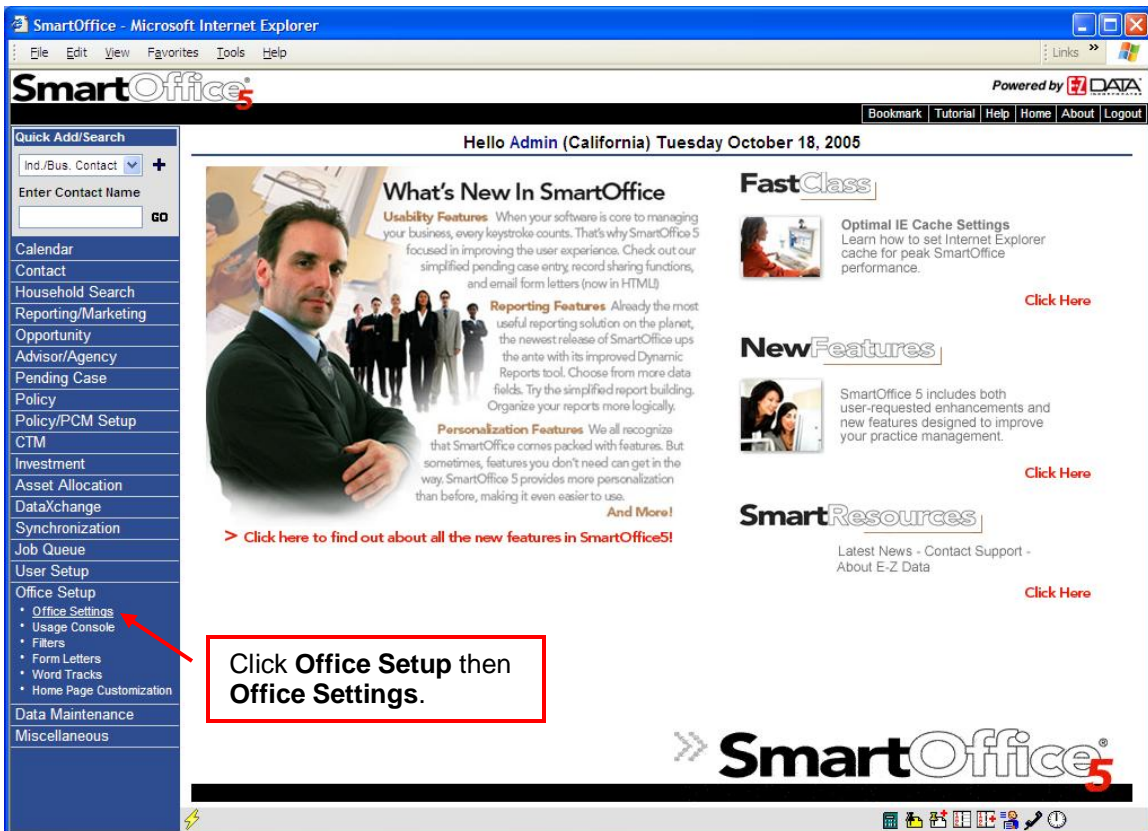 SmartOffice - Microsoft Internet Explorer
File Edit View Favorites Tools Help
Links »
SmartOffice5
Powered by EZ DATA
INCORPORATED
Bookmark Tutorial Help Home About Logout
Quick Add/Search
Ind./Bus. Contact
Enter Contact Name
GO
Calendar
Contact
Household Search
Reporting/Marketing
Opportunity
Advisor/Agency
Pending Case
Policy
Policy/PCM Setup
CTM
Investment
Asset Allocation
DataXchange
Synchronization
Job Queue
User Setup
Office Setup
• Office Settings
• Usage Console
• Filters
• Form Letters
• Word Tracks
• Home Page Customization
Data Maintenance
Miscellaneous
Hello Admin (California) Tuesday October 18, 2005
What's New In SmartOffice
Usability Features When your software is core to managing
your business, every keystroke counts. That's why SmartOffice 5
focused in improving the user experience. Check out our
simplified pending case entry, record sharing functions,
and email form letters (now in HTML!)
Reporting Features Already the most
useful reporting solution on the planet,
the newest release of SmartOffice ups
the ante with its improved Dynamic
Reports tool. Choose from more data
fields. Try the simplified report building.
Organize your reports more logically.
Personalization Features We all recognize
that SmartOffice comes packed with features. But
sometimes, features you don't need can get in the
way. SmartOffice 5 provides more personalization
than before, making it even easier to use.
And More!
> Click here to find out about all the new features in SmartOffice5!
FastClass
Optimal IE Cache Settings
Learn how to set Internet Explorer
cache for peak SmartOffice
performance.
Click Here
NewFeatures
SmartOffice 5 includes both
user-requested enhancements and
new features designed to improve
your practice management.
Click Here
SmartResources
Latest News - Contact Support -
About E-Z Data
Click Here
Click Office Setup then
Office Settings.
» SmartOffice®5